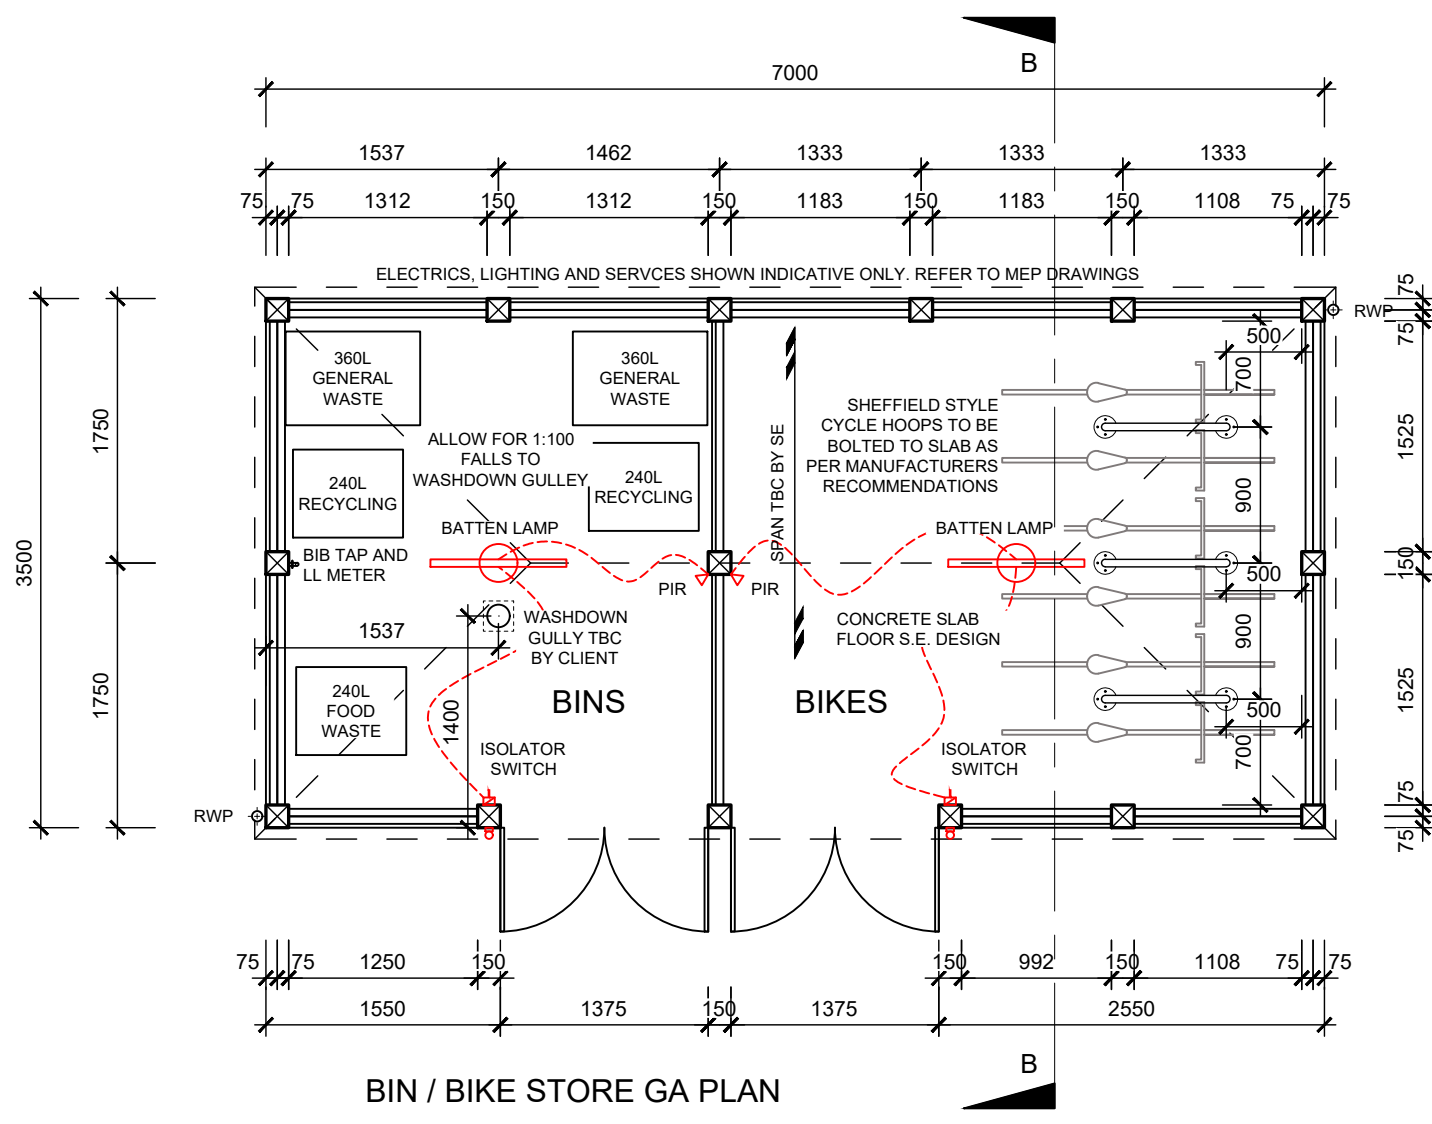 B
7000
1537 1462 1333 1333 1333
75 75 1312 150 1312 150 1183 150 1183 150 1108 75 75
ELECTRICS, LIGHTING AND SERVCES SHOWN INDICATIVE ONLY. REFER TO MEP DRAWINGS
RWP
75
75
1525
150
1525
75
75
3500
1750
1750
360L
GENERAL
WASTE
360L
GENERAL
WASTE
ALLOW FOR 1:100
FALLS TO
WASHDOWN GULLEY
240L
RECYCLING
240L
RECYCLING
SPAN TBC BY SE
SHEFFIELD STYLE
CYCLE HOOPS TO BE
BOLTED TO SLAB AS
PER MANUFACTURERS
RECOMMENDATIONS
500
700
900
500
900
500
700
BATTEN LAMP
BATTEN LAMP
BIB TAP AND
LL METER
PIR
PIR
1537
WASHDOWN
GULLY TBC
BY CLIENT
CONCRETE SLAB
FLOOR S.E. DESIGN
240L
FOOD
WASTE
1400
BINS
BIKES
ISOLATOR
SWITCH
ISOLATOR
SWITCH
RWP
75 75 1250 150 150 992 150 1108 75 75
1550 1375 150 1375 2550
B
BIN / BIKE STORE GA PLAN